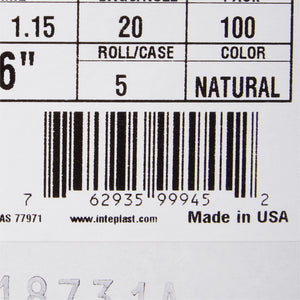 1.15 20 100
ROLL/CASE COLOR
6" 5 NATURAL
7 62935 99945 2
AS 77971 www.inteplast.com Made in USA
18731A